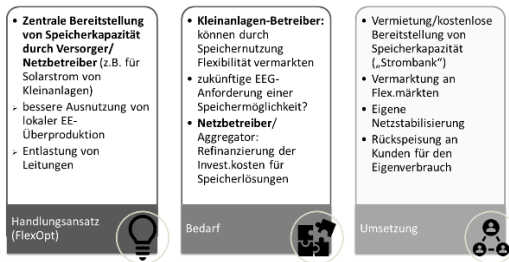 • Zentrale Bereitstellung
von Speicherkapazität
durch Versorger/
Netzbetreiber (z.B. für
Solarstrom von
Kleinanlagen)
➢ bessere Ausnutzung von
lokaler EE-
Überproduktion
➢ Entlastung von
Leitungen
Handlungsansatz
(FlexOpt)
• Kleinanlagen-Betreiber:
können durch
Speichernutzung
Flexibilität vermarkten
• zukünftige EEG-
Anforderung einer
Speichermöglichkeit?
• Netzbetreiber/
Aggregator:
Refinanzierung der
Invest.kosten für
Speicherlösungen
Bedarf
• Vermietung/kostenlose
Bereitstellung von
Speicherkapazität
(„Strombank“)
• Vermarktung an
Flex.märkten
• Eigene
Netzstabilisierung
• Rückspeisung an
Kunden für den
Eigenverbrauch
Umsetzung